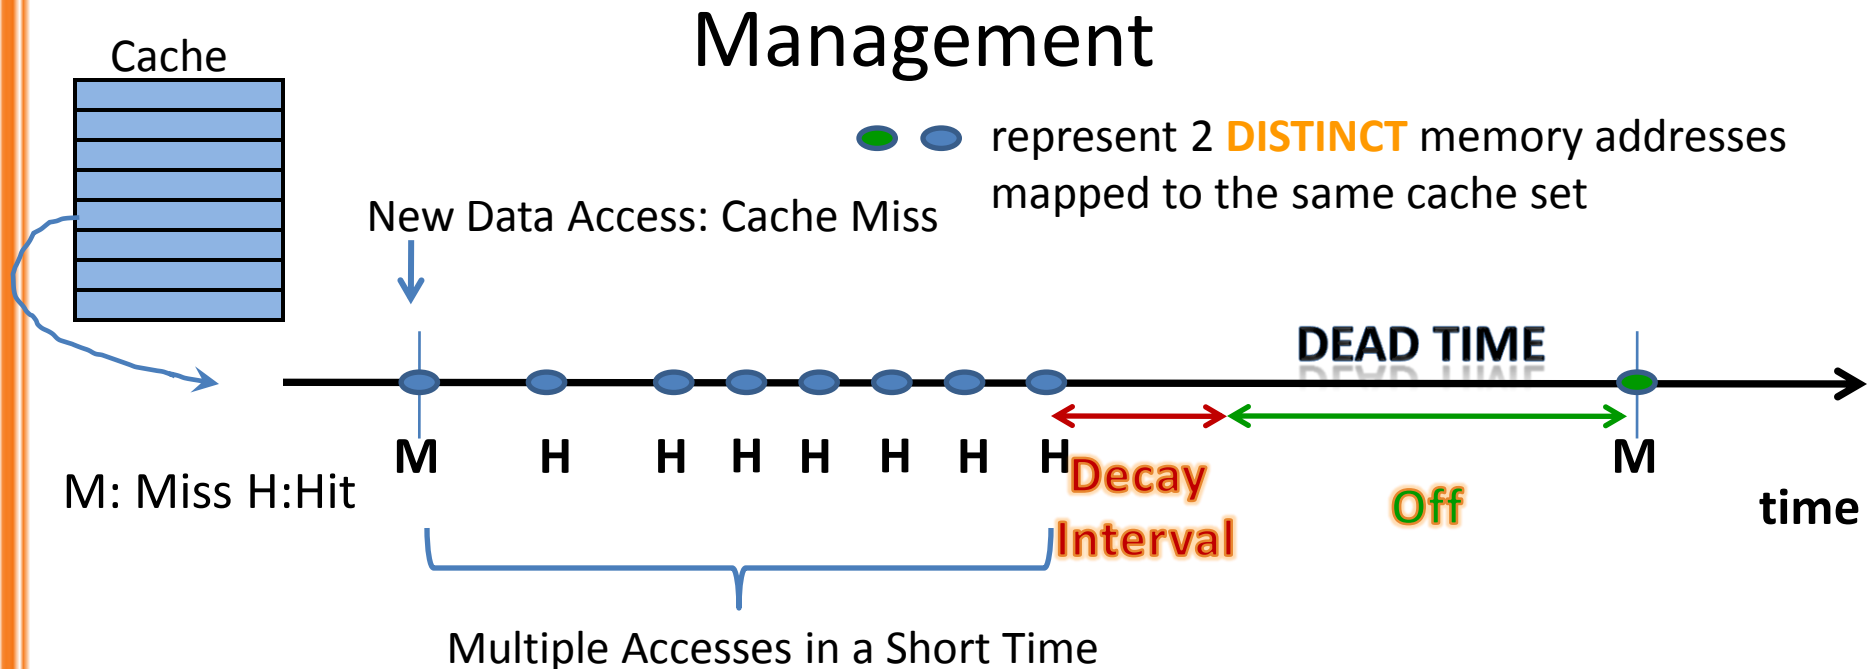 Management
Cache
represent 2 DISTINCT memory addresses
mapped to the same cache set
New Data Access: Cache Miss
DEAD TIME
M H H H H H H H M
M: Miss H:Hit
Decay
Interval
Off
time
Multiple Accesses in a Short Time